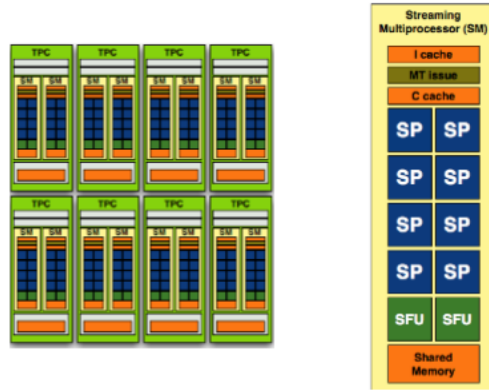 TPC TPC TPC TPC
SM SM SM SM SM SM SM SM
TPC TPC TPC TPC
SM SM SM SM SM SM SM SM
Streaming
Multiprocessor (SM)
I cache
MT issue
C cache
SP SP
SP SP
SP SP
SP SP
SFU SFU
Shared
Memory